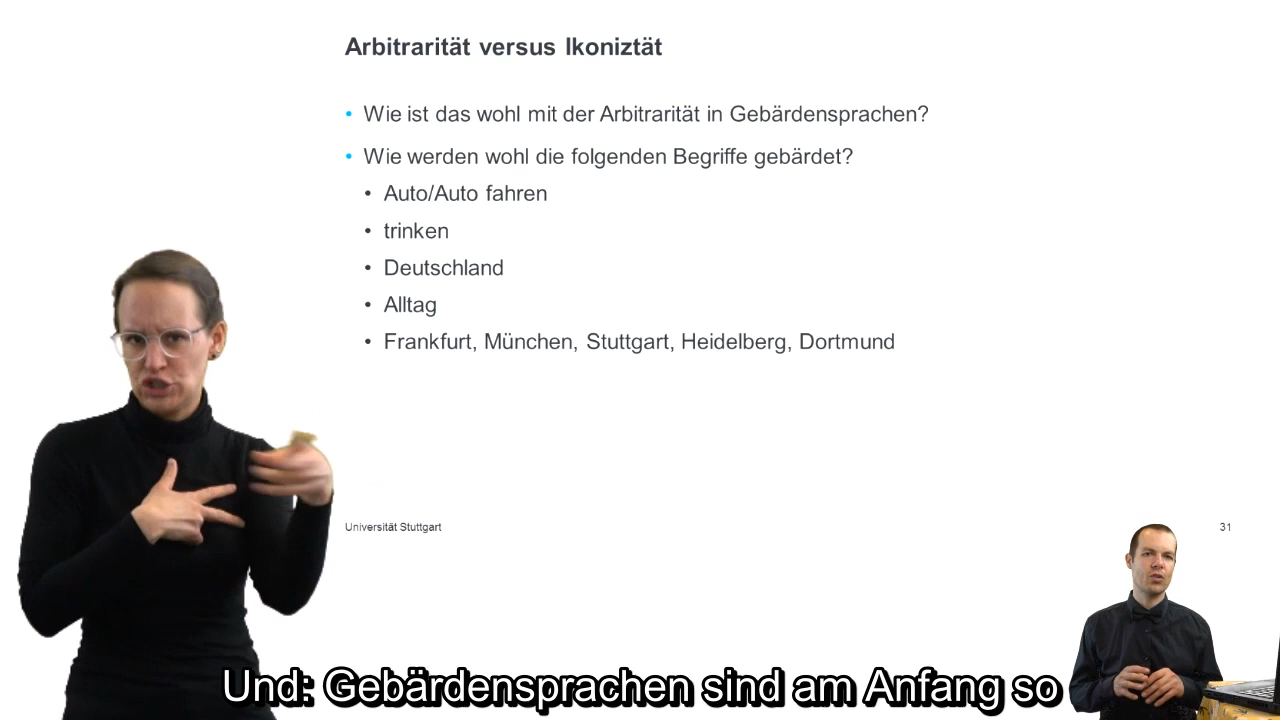 Arbitrarität versus Ikoniztät
• Wie ist das wohl mit der Arbitrarität in Gebärdensprachen?
• Wie werden wohl die folgenden Begriffe gebärdet?
• Auto/Auto fahren
• trinken
• Deutschland
• Alltag
• Frankfurt, München, Stuttgart, Heidelberg, Dortmund
Universität Stuttgart
31
Und: Gebärdensprachen sind am Anfang so